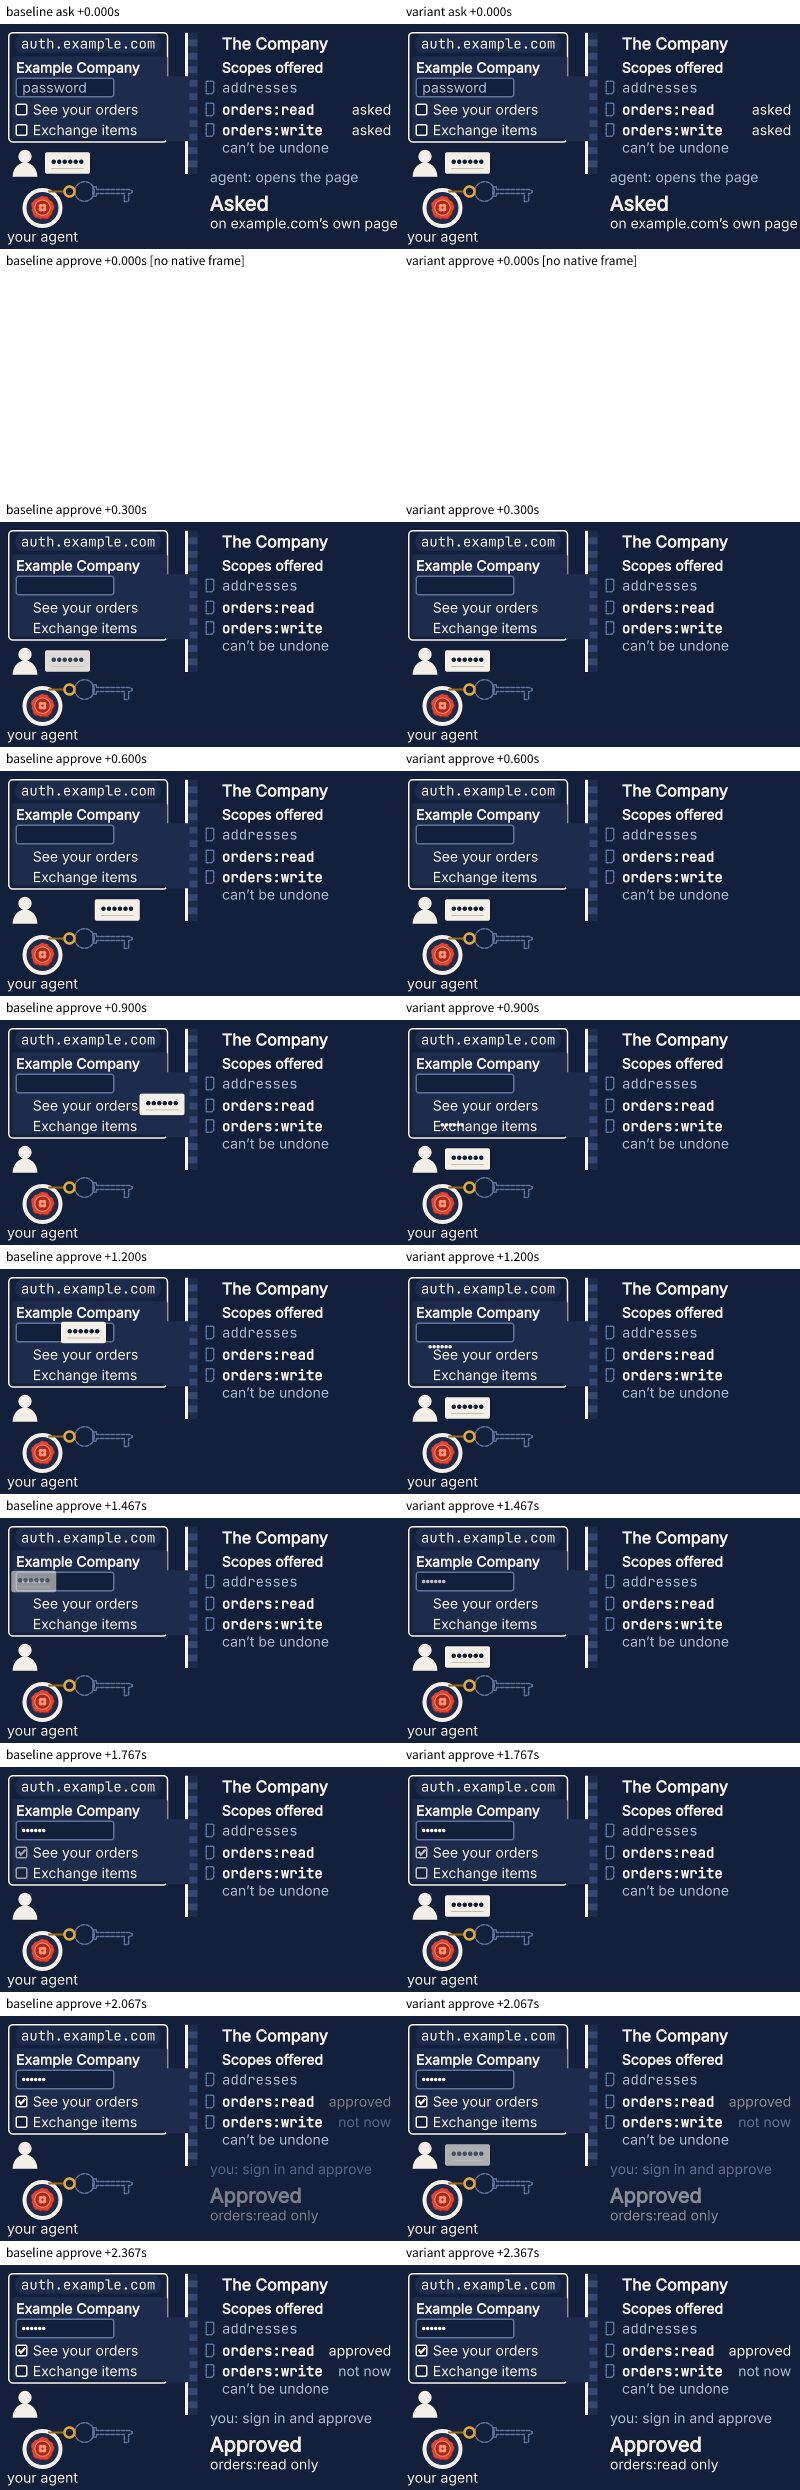 baseline ask +0.000s
variant ask +0.000s
auth.example.com
Example Company
password
See your orders
Exchange items
your agent
The Company
Scopes offered
addresses
orders:read asked
orders:write asked
can't be undone
agent: opens the page
Asked
on example.com's own page
auth.example.com
Example Company
password
See your orders
Exchange items
your agent
The Company
Scopes offered
addresses
orders:read asked
orders:write asked
can't be undone
agent: opens the page
Asked
on example.com's own page
baseline approve +0.000s [no native frame]
variant approve +0.000s [no native frame]
baseline approve +0.300s
variant approve +0.300s
auth.example.com
Example Company
See your orders
Exchange items
your agent
The Company
Scopes offered
addresses
orders:read
orders:write
can't be undone
auth.example.com
Example Company
See your orders
Exchange items
your agent
The Company
Scopes offered
addresses
orders:read
orders:write
can't be undone
baseline approve +0.600s
variant approve +0.600s
auth.example.com
Example Company
See your orders
Exchange items
your agent
The Company
Scopes offered
addresses
orders:read
orders:write
can't be undone
auth.example.com
Example Company
See your orders
Exchange items
your agent
The Company
Scopes offered
addresses
orders:read
orders:write
can't be undone
baseline approve +0.900s
variant approve +0.900s
auth.example.com
Example Company
See your orders
Exchange items
your agent
The Company
Scopes offered
addresses
orders:read
orders:write
can't be undone
auth.example.com
Example Company
See your orders
Exchange items
your agent
The Company
Scopes offered
addresses
orders:read
orders:write
can't be undone
baseline approve +1.200s
variant approve +1.200s
auth.example.com
Example Company
See your orders
Exchange items
your agent
The Company
Scopes offered
addresses
orders:read
orders:write
can't be undone
auth.example.com
Example Company
See your orders
Exchange items
your agent
The Company
Scopes offered
addresses
orders:read
orders:write
can't be undone
baseline approve +1.467s
variant approve +1.467s
auth.example.com
Example Company
See your orders
Exchange items
your agent
The Company
Scopes offered
addresses
orders:read
orders:write
can't be undone
auth.example.com
Example Company
See your orders
Exchange items
your agent
The Company
Scopes offered
addresses
orders:read
orders:write
can't be undone
baseline approve +1.767s
variant approve +1.767s
auth.example.com
Example Company
See your orders
Exchange items
your agent
The Company
Scopes offered
addresses
orders:read
orders:write
can't be undone
auth.example.com
Example Company
See your orders
Exchange items
your agent
The Company
Scopes offered
addresses
orders:read
orders:write
can't be undone
baseline approve +2.067s
variant approve +2.067s
auth.example.com
Example Company
See your orders
Exchange items
your agent
The Company
Scopes offered
addresses
orders:read approved
orders:write not now
can't be undone
you: sign in and approve
Approved
orders:read only
auth.example.com
Example Company
See your orders
Exchange items
your agent
The Company
Scopes offered
addresses
orders:read approved
orders:write not now
can't be undone
you: sign in and approve
Approved
orders:read only
baseline approve +2.367s
variant approve +2.367s
auth.example.com
Example Company
See your orders
Exchange items
your agent
The Company
Scopes offered
addresses
orders:read approved
orders:write not now
can't be undone
you: sign in and approve
Approved
orders:read only
auth.example.com
Example Company
See your orders
Exchange items
your agent
The Company
Scopes offered
addresses
orders:read approved
orders:write not now
can't be undone
you: sign in and approve
Approved
orders:read only